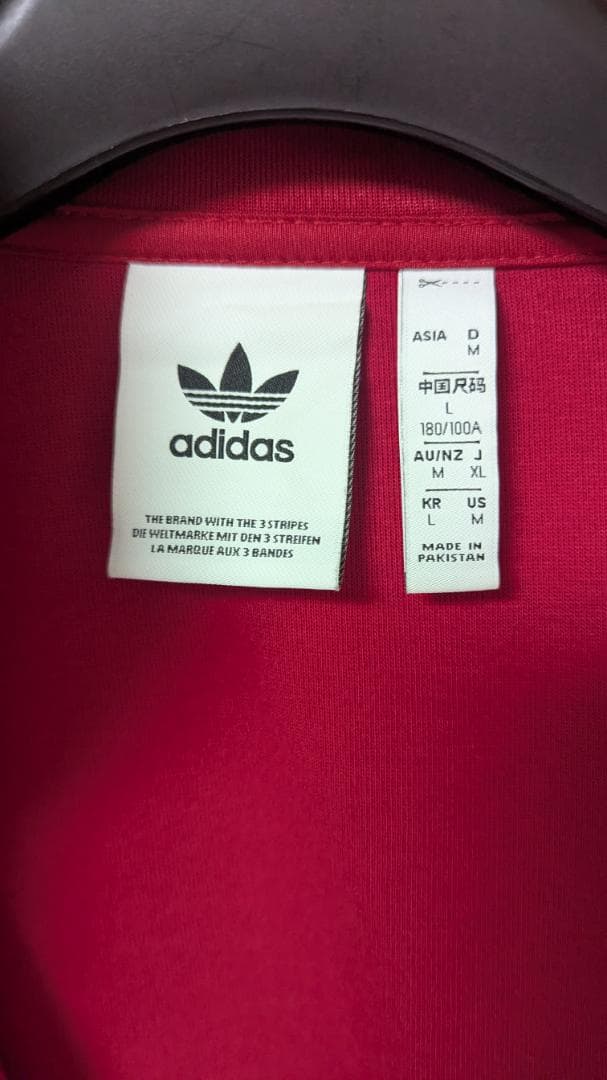 adidas
THE BRAND WITH THE 3 STRIPES
DIE WELTMARKE MIT DEN 3 STREIFEN
LA MARQUE AUX 3 BANDES
ASIA D
M
中国尺码
L
180/100A
AU/NZ J
M XL
KR US
L M
MADE IN
PAKISTAN